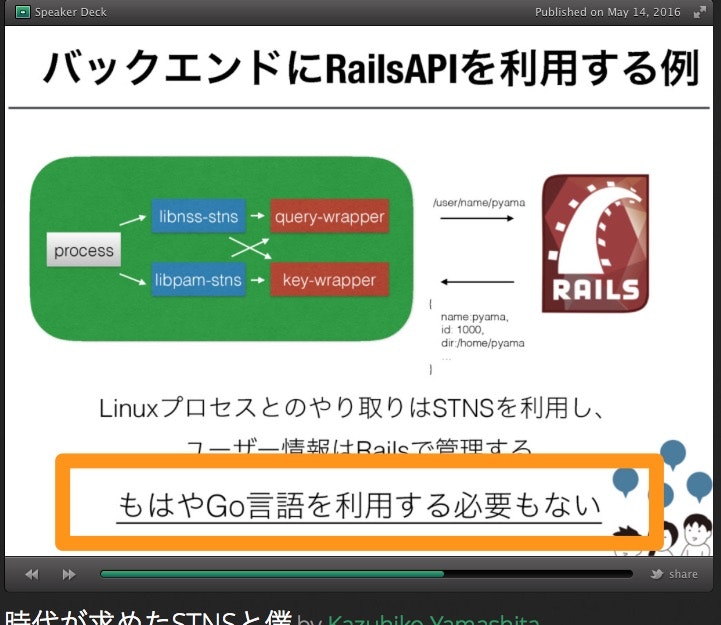 Speaker Deck
Published on May 14, 2016
バックエンドにRailsAPIを利用する例
libnss-stns
query-wrapper
/user/name/pyama
process
libpam-stns
key-wrapper
RAILS
{
name:pyama,
id: 1000,
dir:/home/pyama
...
}
Linuxプロセスとのやり取りはSTNSを利用し、
ユーザー情報はRailsで管理する
もはやGo言語を利用する必要もない
share
時代が求めたSTNSと僕 by Kazuhiko Yamashita